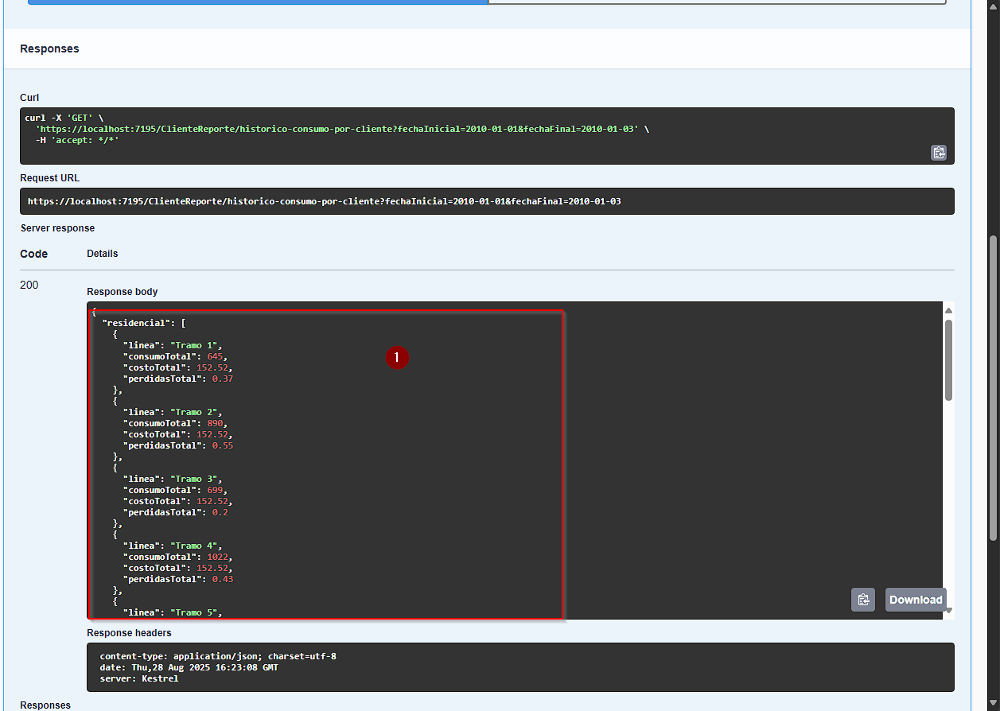 Responses
Curl
curl -X 'GET' \
  'https://localhost:7195/ClienteReporte/historico-consumo-por-cliente?fechaInicial=2010-01-01&fechaFinal=2010-01-03' \
  -H 'accept: */*'
Request URL
https://localhost:7195/ClienteReporte/historico-consumo-por-cliente?fechaInicial=2010-01-01&fechaFinal=2010-01-03
Server response
Code Details
200
Response body
{
  "residencial": [
    {
      "linea": "Tramo 1",
      "consumoTotal": 645,
      "costoTotal": 152.52,
      "perdidasTotal": 0.37
    },
    {
      "linea": "Tramo 2",
      "consumoTotal": 890,
      "costoTotal": 152.52,
      "perdidasTotal": 0.55
    },
    {
      "linea": "Tramo 3",
      "consumoTotal": 699,
      "costoTotal": 152.52,
      "perdidasTotal": 0.2
    },
    {
      "linea": "Tramo 4",
      "consumoTotal": 1022,
      "costoTotal": 152.52,
      "perdidasTotal": 0.43
    },
    {
      "linea": "Tramo 5",
1
Download
Response headers
content-type: application/json; charset=utf-8
date: Thu,28 Aug 2025 16:23:08 GMT
server: Kestrel
Responses